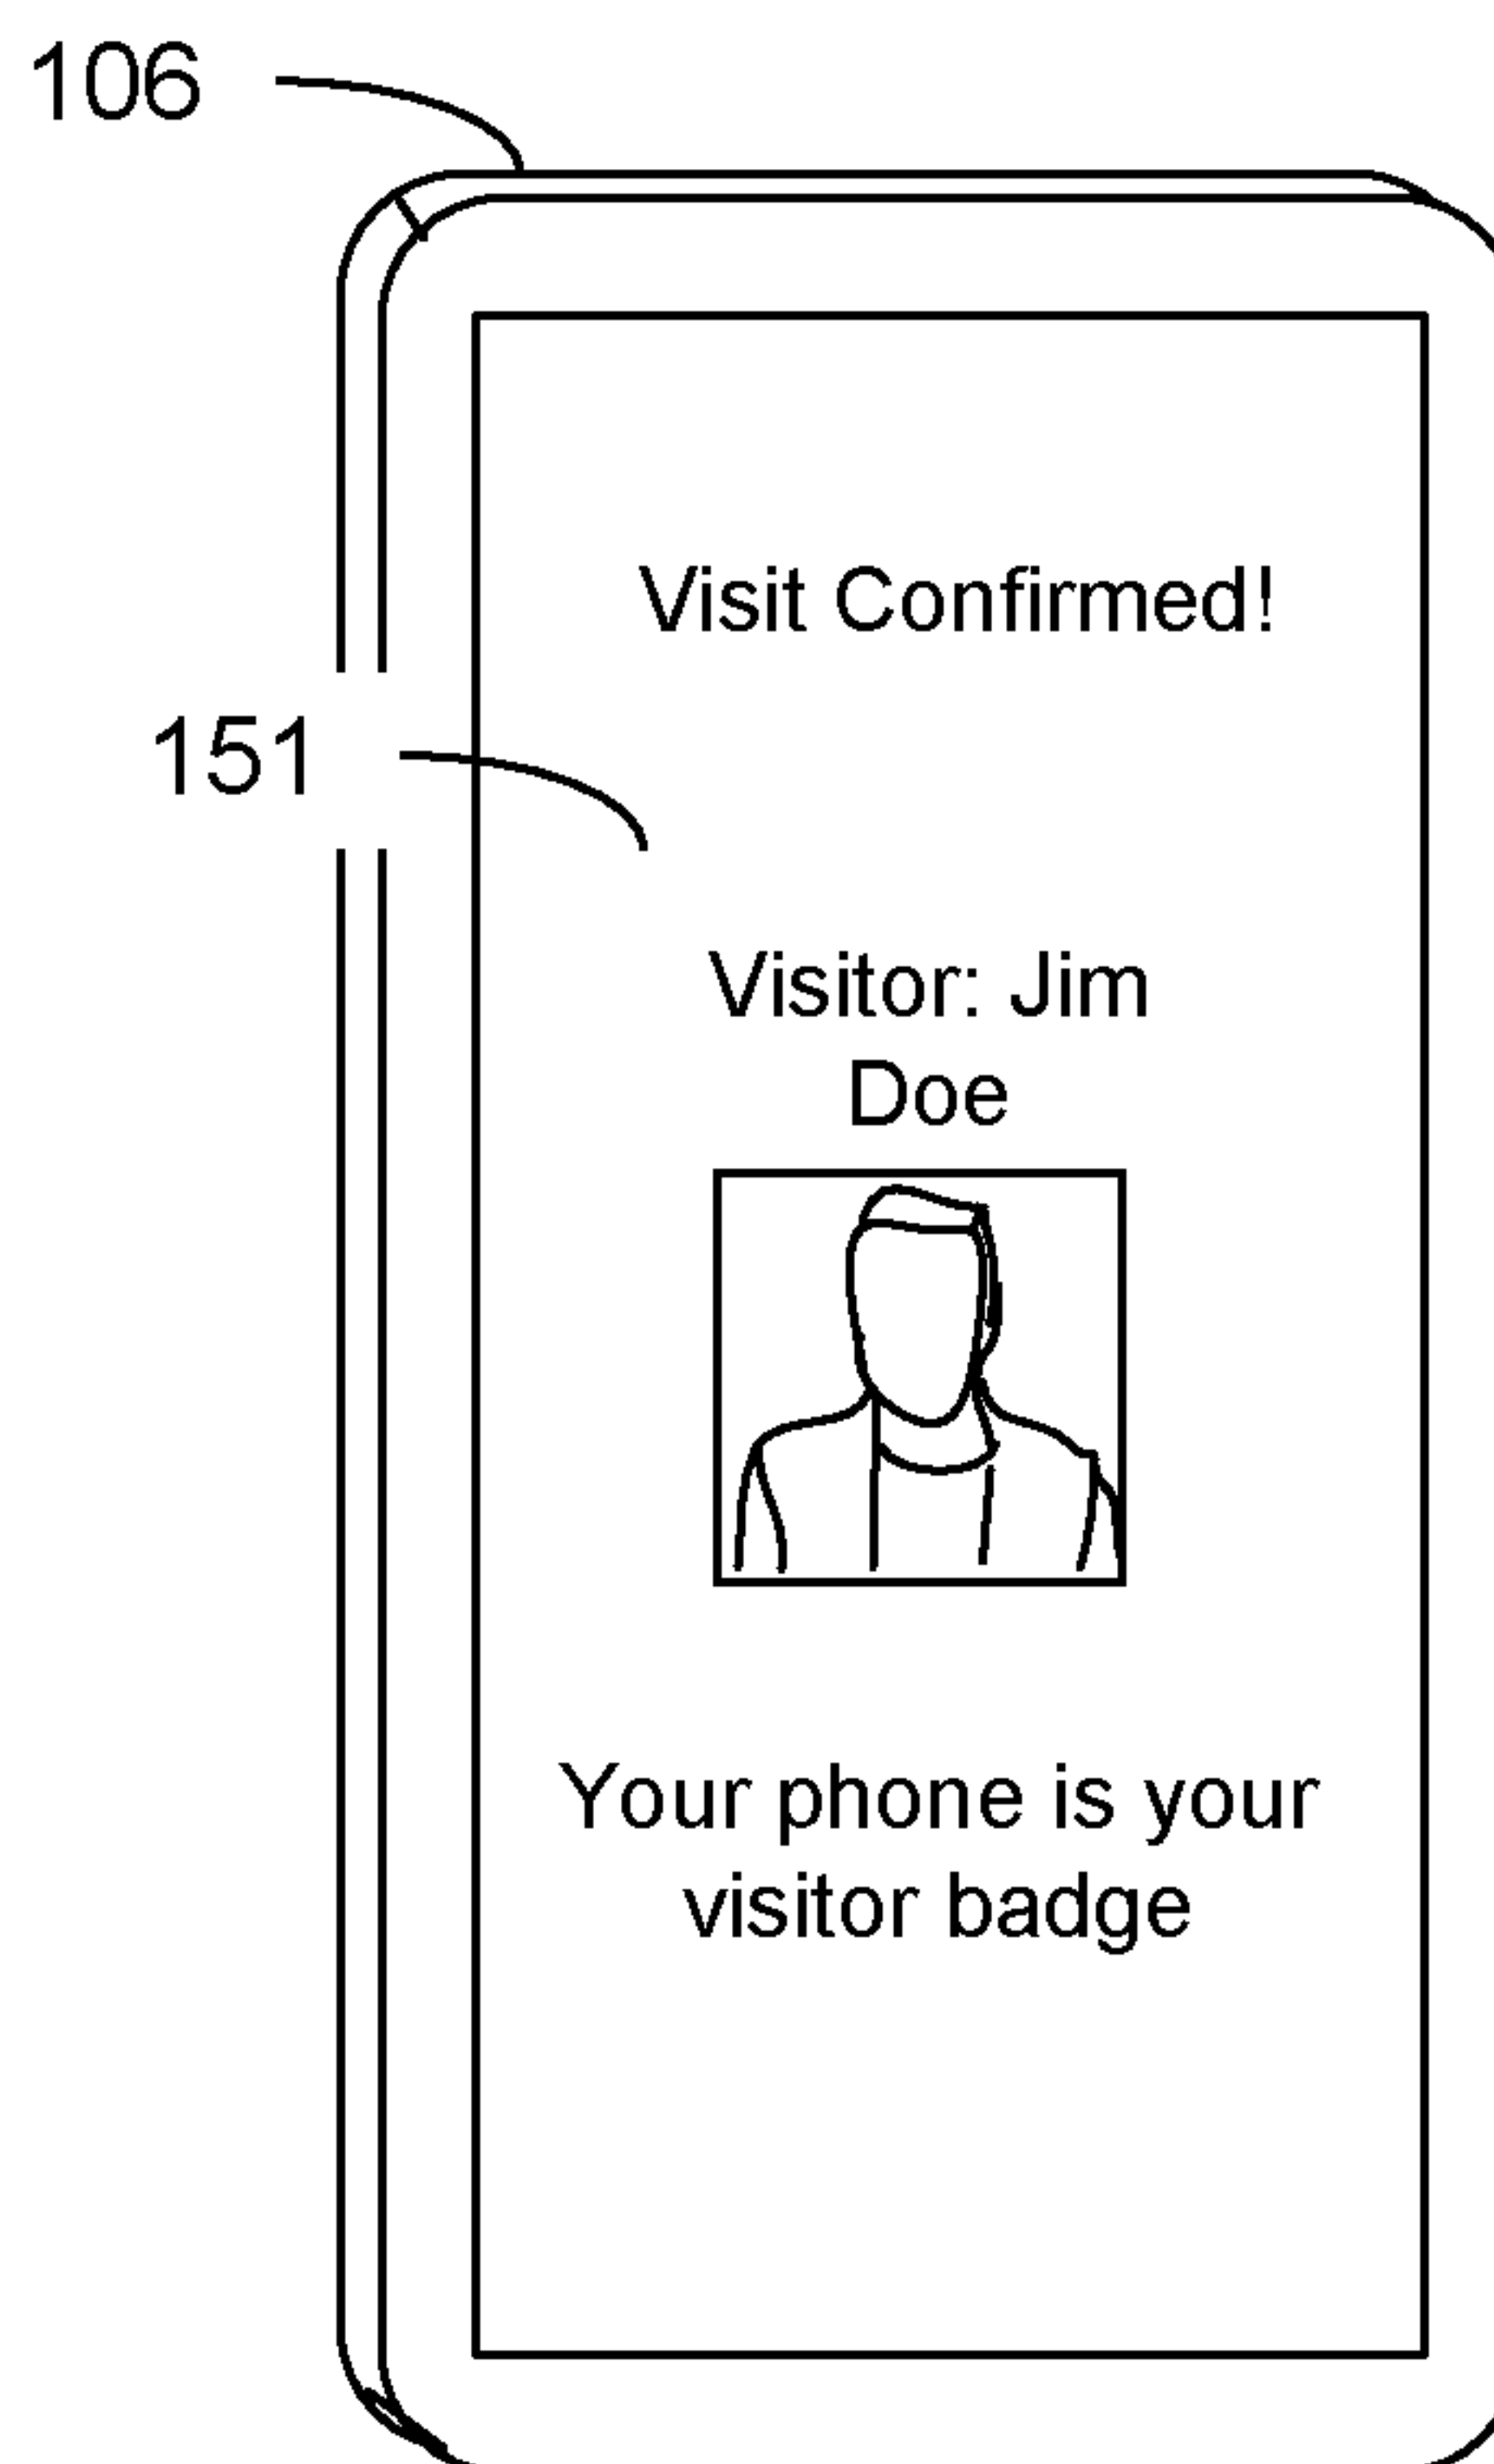 106
Visit Confirmed!
151
Visitor: Jim
Doe
Your phone is your
visitor badge